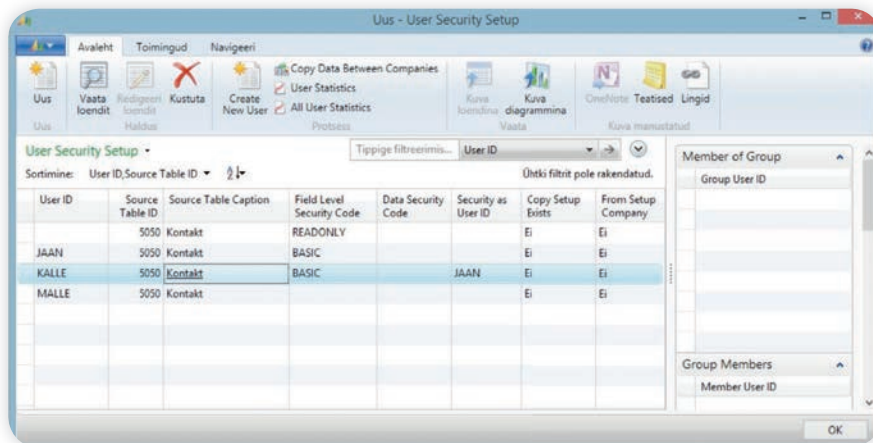 Uus - User Security Setup
Avaleht Toimingud Navigeeri
Uus
Vaata loendit
Redigeeri loendit
Kustuta
Create New User
Copy Data Between Companies
User Statistics
All User Statistics
Kuva loendina
Kuva diagrammina
OneNote
Teatised
Lingid
Uus Haldus Protsess Vaata Kuva manustatud
User Security Setup
Tippige filtreerimis... User ID
Sortimine: User ID,Source Table ID
Ühtki filtrit pole rakendatud.
User ID Source Table ID Source Table Caption Field Level Security Code Data Security Code Security as User ID Copy Setup Exists From Setup Company
5050 Kontakt READONLY Ei Ei
JAAN 5050 Kontakt BASIC Ei Ei
KALLE 5050 Kontakt BASIC JAAN Ei Ei
MALLE 5050 Kontakt Ei Ei
Member of Group
Group User ID
Group Members
Member User ID
OK